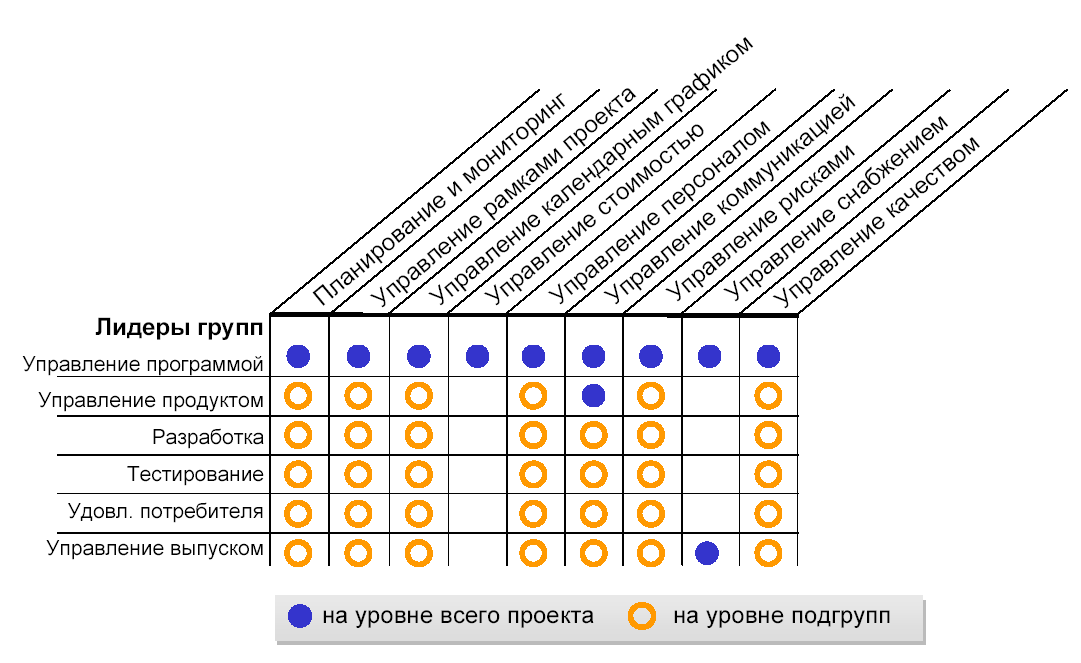 Планирование и мониторинг
Управление рамками проекта
Управление календарным графиком
Управление стоимостью
Управление персоналом
Управление коммуникацией
Управление рисками
Управление снабжением
Управление качеством
Лидеры групп
Управление программой
Управление продуктом
Разработка
Тестирование
Удовл. потребителя
Управление выпуском
на уровне всего проекта
на уровне подгрупп